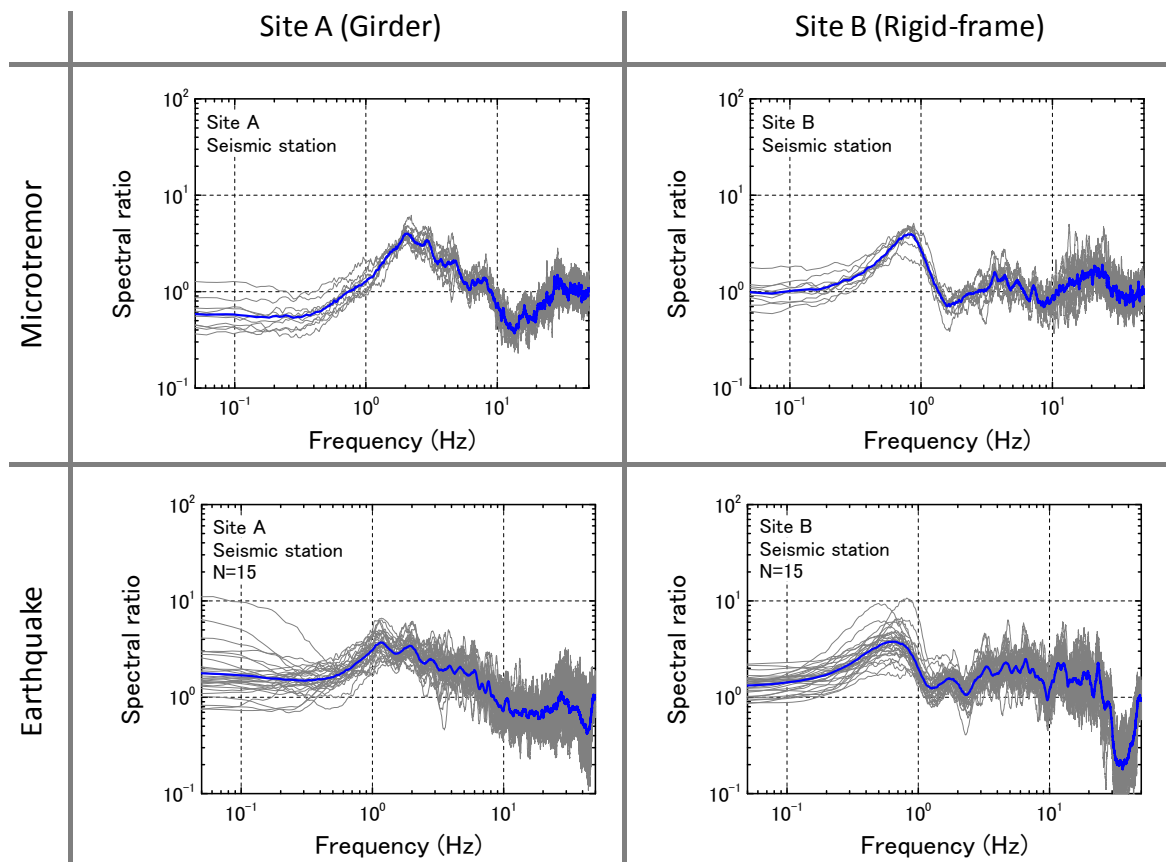 Site A (Girder)
Site B (Rigid-frame)
Microtremor
Site A
Seismic station
Spectral ratio
10²
10¹
10⁰
10⁻¹
10⁻¹
10⁰
10¹
Frequency (Hz)
Site B
Seismic station
Spectral ratio
10²
10¹
10⁰
10⁻¹
10⁻¹
10⁰
10¹
Frequency (Hz)
Earthquake
Site A
Seismic station
N=15
Spectral ratio
10²
10¹
10⁰
10⁻¹
10⁻¹
10⁰
10¹
Frequency (Hz)
Site B
Seismic station
N=15
Spectral ratio
10²
10¹
10⁰
10⁻¹
10⁻¹
10⁰
10¹
Frequency (Hz)